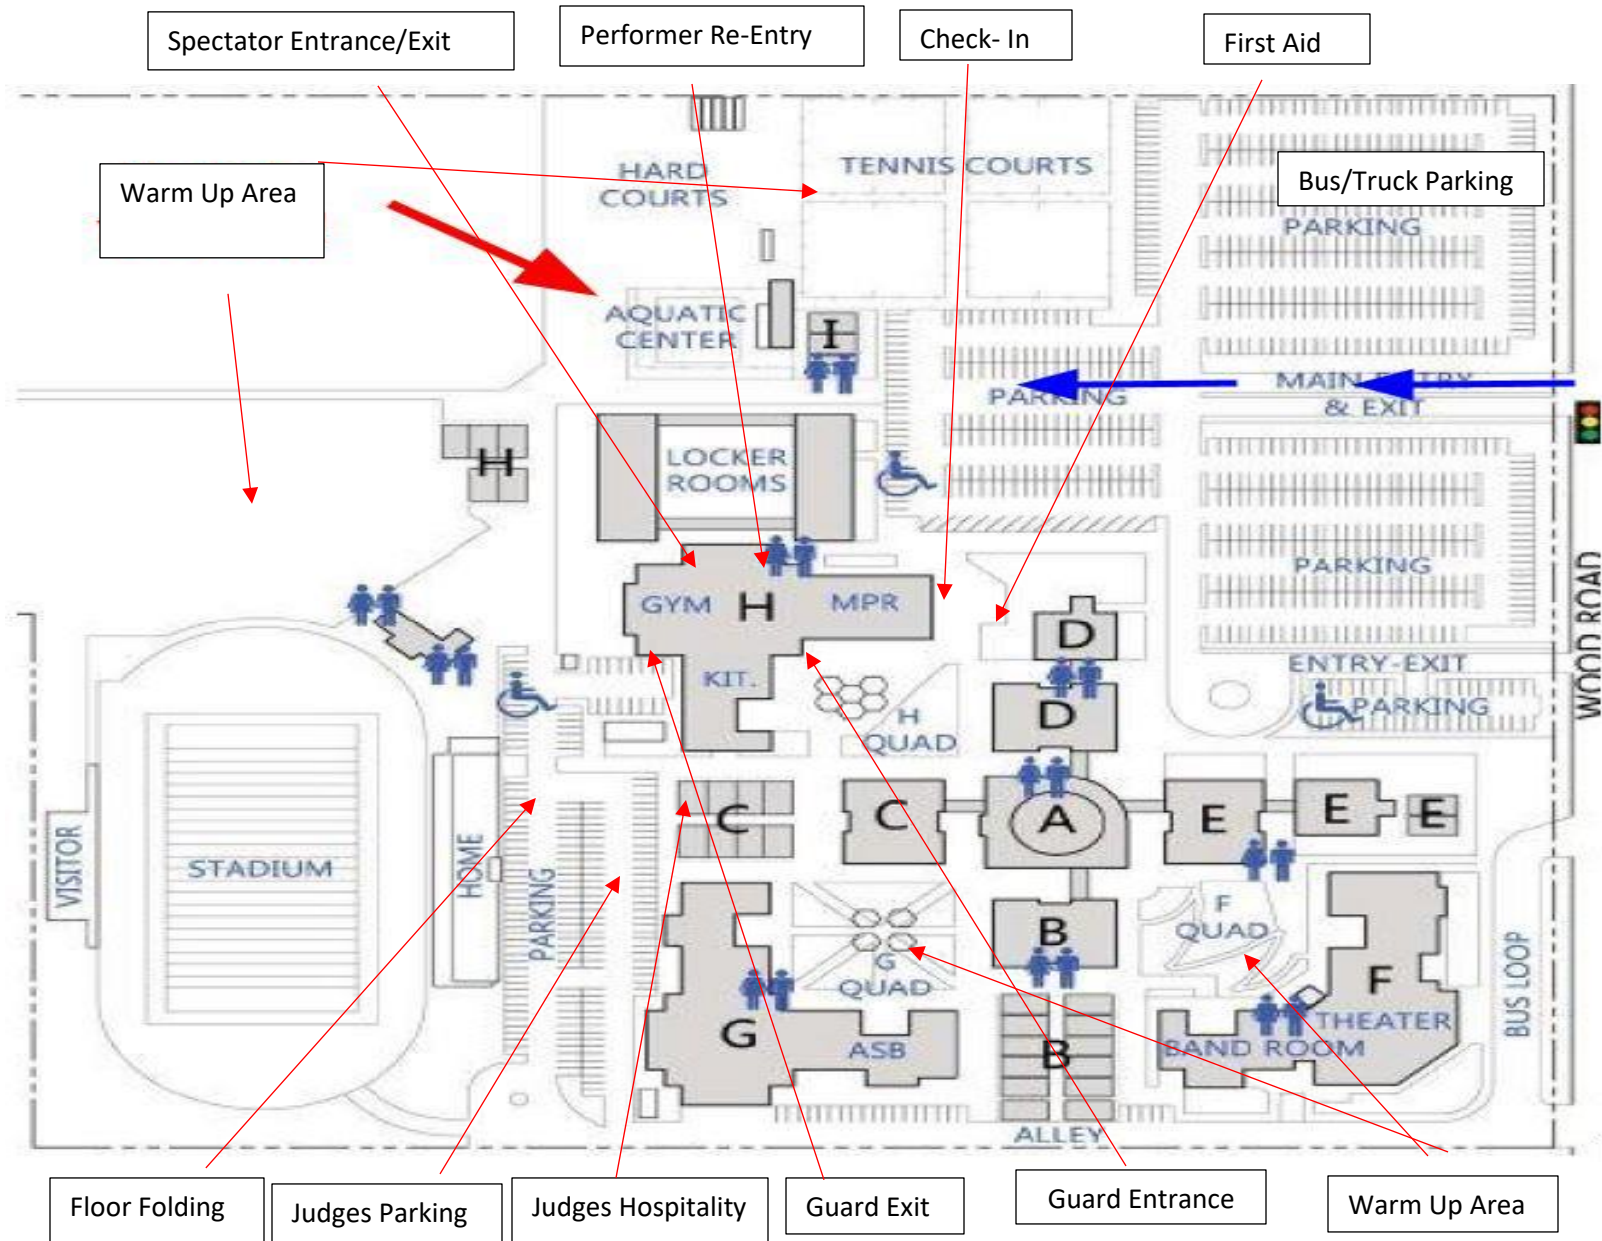 Spectator Entrance/Exit
Performer Re-Entry
Check- In
First Aid
Warm Up Area
HARD
COURTS
TENNIS COURTS
Bus/Truck Parking
PARKING
AQUATIC
CENTER
I
PARKING
MAIN ENTRY
& EXIT
H
LOCKER
ROOMS
PARKING
WOOD ROAD
GYM
H
MPR
D
KIT.
ENTRY-EXIT
PARKING
H
QUAD
D
C
C
A
E
E
E
VISITOR
STADIUM
HOME
PARKING
G
QUAD
B
F
QUAD
F
THEATER
BUS LOOP
G
ASB
B
BAND ROOM
ALLEY
Floor Folding
Judges Parking
Judges Hospitality
Guard Exit
Guard Entrance
Warm Up Area